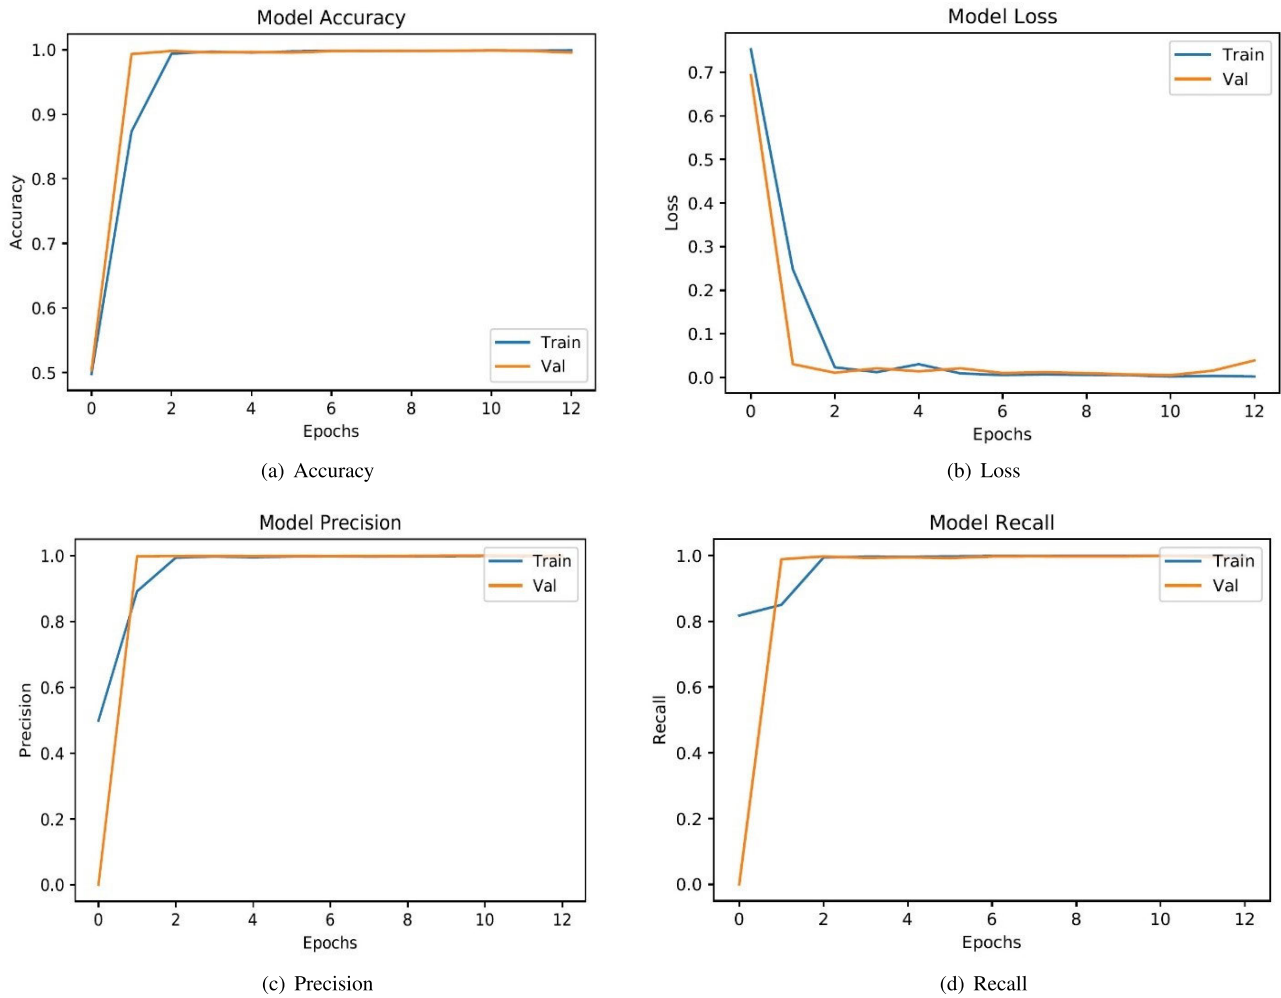 Model Accuracy
1.0
0.9
0.8
0.7
0.6
0.5
Accuracy
Train
Val
0 2 4 6 8 10 12
Epochs
(a) Accuracy
Model Loss
0.7
0.6
0.5
0.4
0.3
0.2
0.1
0.0
Loss
Train
Val
0 2 4 6 8 10 12
Epochs
(b) Loss
Model Precision
1.0
0.8
0.6
0.4
0.2
0.0
Precision
Train
Val
0 2 4 6 8 10 12
Epochs
(c) Precision
Model Recall
1.0
0.8
0.6
0.4
0.2
0.0
Recall
Train
Val
0 2 4 6 8 10 12
Epochs
(d) Recall